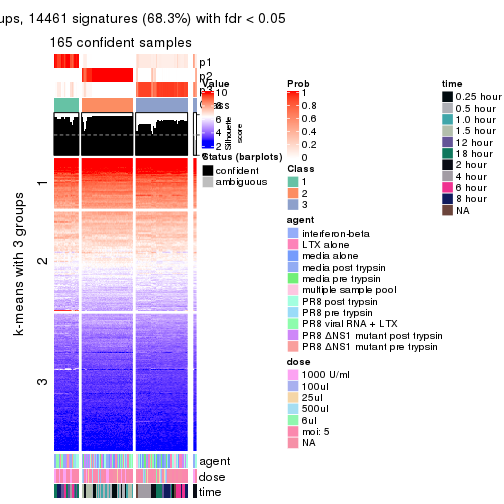 ups, 14461 signatures (68.3%) with fdr < 0.05
165 confident samples
p1
p2
Class
k-means with 3 groups
1
2
3
agent
dose
time
Value
10
8
6
4
2
Silhouette
score
Status (barplots)
confident
ambiguous
Prob
1
0.8
0.6
0.4
0.2
0
Class
1
2
3
agent
interferon-beta
LTX alone
media alone
media post trypsin
media pre trypsin
multiple sample pool
PR8 post trypsin
PR8 pre trypsin
PR8 viral RNA + LTX
PR8 ΔNS1 mutant post trypsin
PR8 ΔNS1 mutant pre trypsin
dose
1000 U/ml
100ul
25ul
500ul
6ul
moi: 5
NA
time
0.25 hour
0.5 hour
1.0 hour
1.5 hour
12 hour
18 hour
2 hour
4 hour
6 hour
8 hour
NA